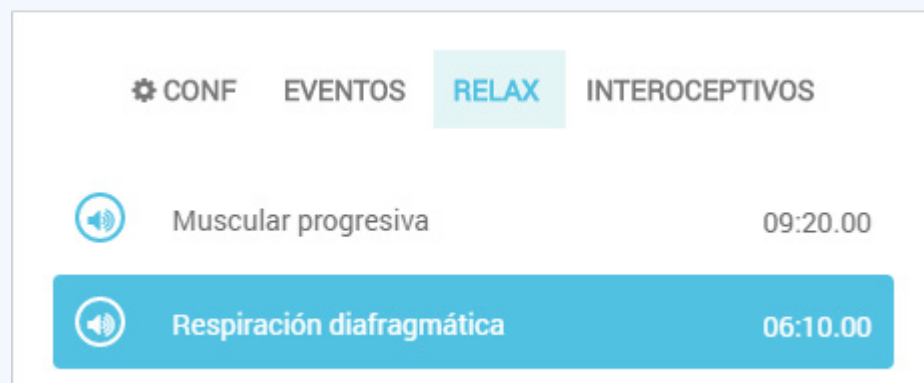 CONF EVENTOS RELAX INTEROCEPTIVOS
Muscular progresiva 09:20.00
Respiración diafragmática 06:10.00